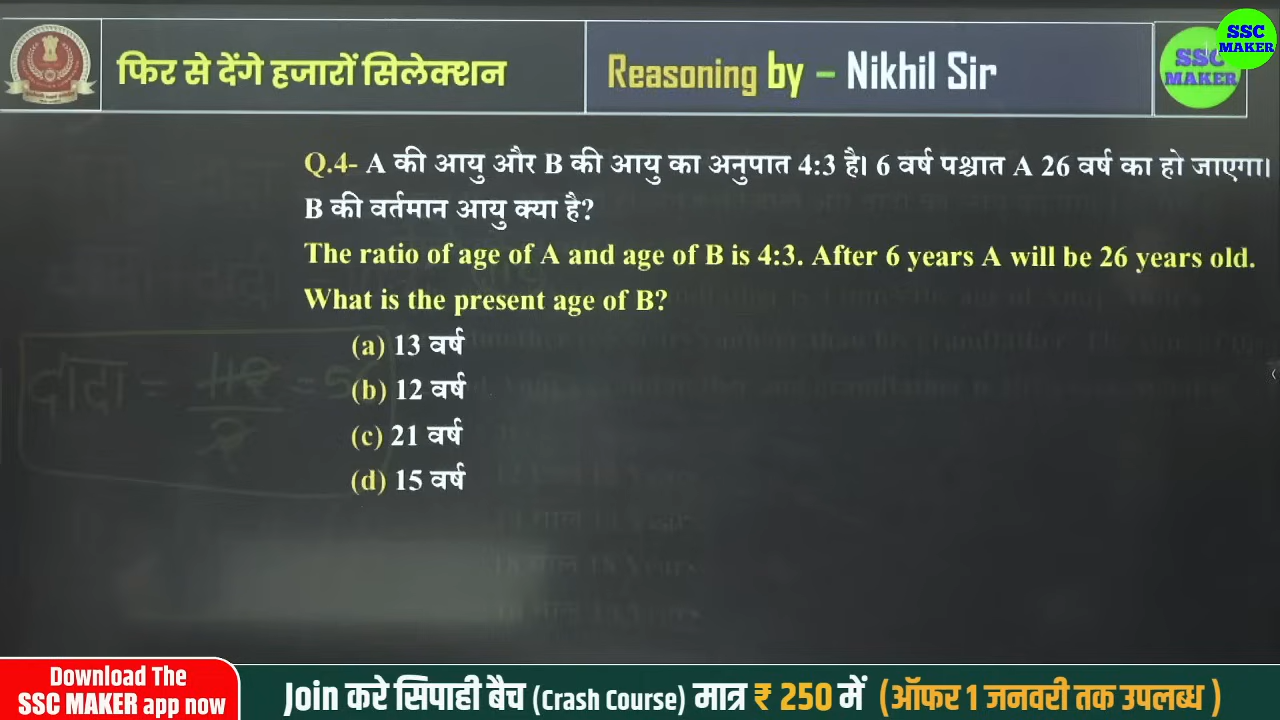 फिर से देंगे हजारों सिलेक्शन
Reasoning by – Nikhil Sir
SSC
MAKER
SSC
MAKER
Q.4- A की आयु और B की आयु का अनुपात 4:3 है। 6 वर्ष पश्चात A 26 वर्ष का हो जाएगा।
B की वर्तमान आयु क्या है?
The ratio of age of A and age of B is 4:3. After 6 years A will be 26 years old.
What is the present age of B?
(a) 13 वर्ष
(b) 12 वर्ष
(c) 21 वर्ष
(d) 15 वर्ष
दादा =
Download The
SSC MAKER app now
Join करे सिपाही बैच (Crash Course) मात्र ₹ 250 में (ऑफर 1 जनवरी तक उपलब्ध )